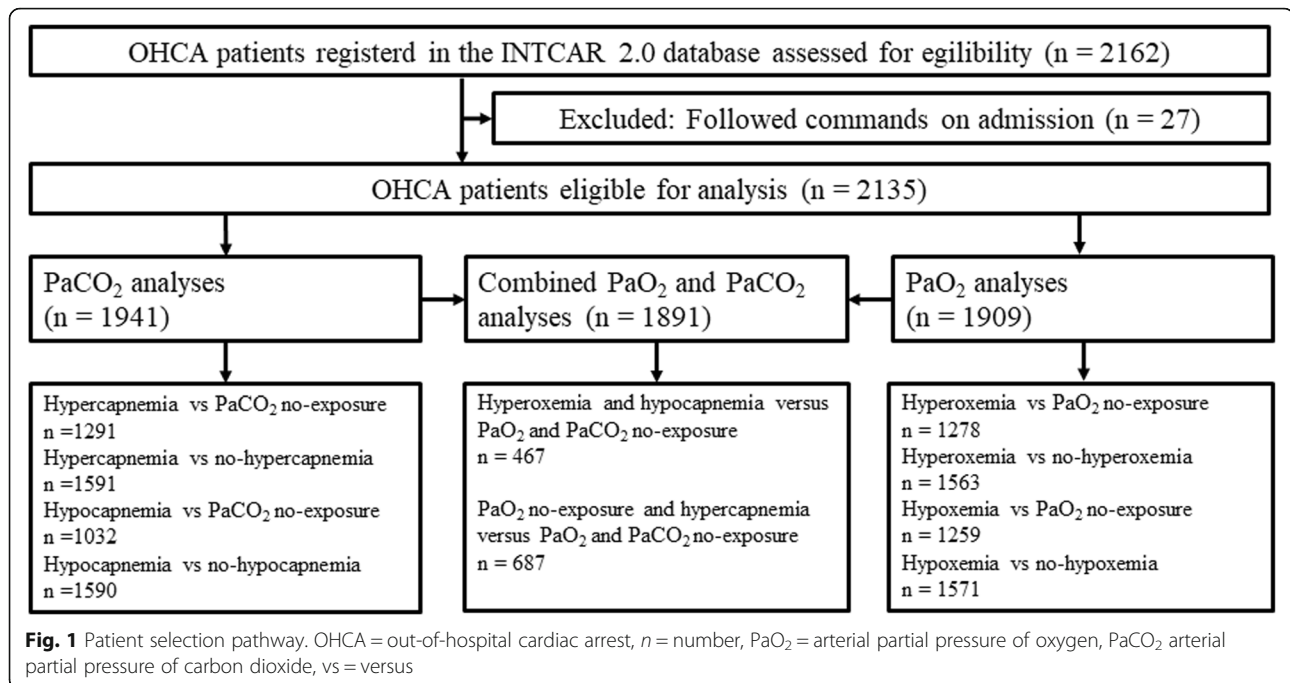 OHCA patients registerd in the INTCAR 2.0 database assessed for egilibility (n = 2162)
Excluded: Followed commands on admission (n = 27)
OHCA patients eligible for analysis (n = 2135)
PaCO₂ analyses
(n = 1941)
Combined PaO₂ and PaCO₂
analyses (n = 1891)
PaO₂ analyses
(n = 1909)
Hypercapnemia vs PaCO₂ no-exposure
n =1291
Hypercapnemia vs no-hypercapnemia
n =1591
Hypocapnemia vs PaCO₂ no-exposure
n =1032
Hypocapnemia vs no-hypocapnemia
n =1590
Hyperoxemia and hypocapnemia versus
PaO₂ and PaCO₂ no-exposure
n = 467
PaO₂ no-exposure and hypercapnemia
versus PaO₂ and PaCO₂ no-exposure
n = 687
Hyperoxemia vs PaO₂ no-exposure
n = 1278
Hyperoxemia vs no-hyperoxemia
n = 1563
Hypoxemia vs PaO₂ no-exposure
n = 1259
Hypoxemia vs no-hypoxemia
n = 1571
Fig. 1 Patient selection pathway. OHCA = out-of-hospital cardiac arrest, n = number, PaO₂ = arterial partial pressure of oxygen, PaCO₂ arterial
partial pressure of carbon dioxide, vs = versus